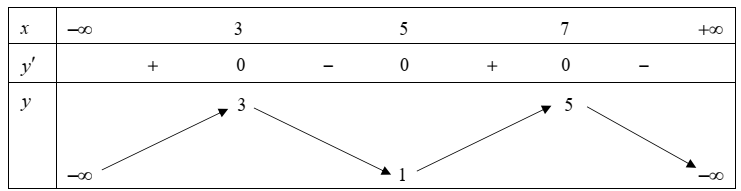 x −∞ 3 5 7 +∞
y′ + 0 − 0 + 0 −
y 3 5
−∞ 1 −∞